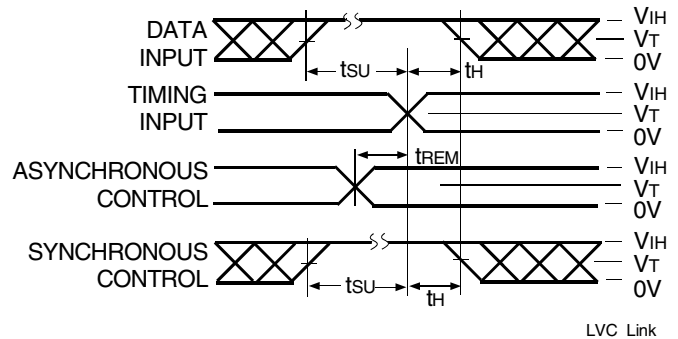 DATA
INPUT
tSU
tH
VIH
VT
0V
TIMING
INPUT
VIH
VT
0V
tREM
ASYNCHRONOUS
CONTROL
VIH
VT
0V
SYNCHRONOUS
CONTROL
tSU
tH
VIH
VT
0V
LVC Link